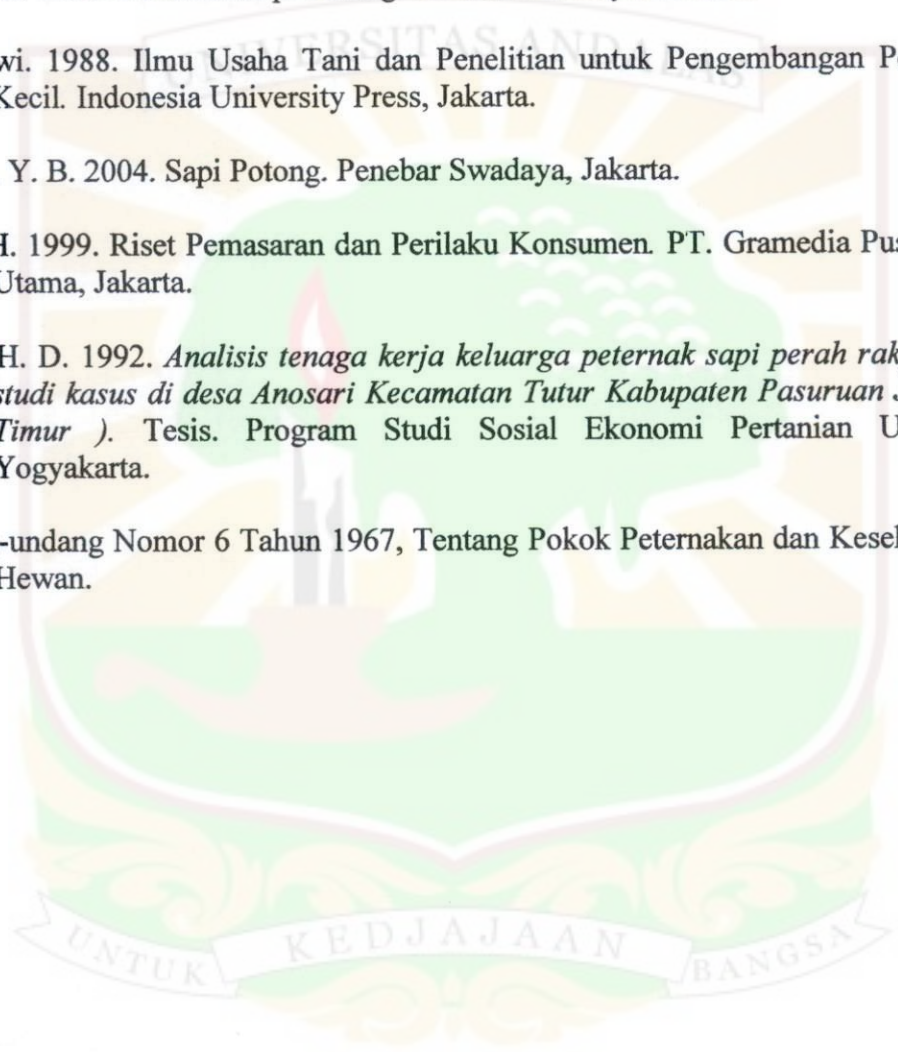 wi. 1988. Ilmu Usaha Tani dan Penelitian untuk Pengembangan P
Kecil. Indonesia University Press, Jakarta.
Y. B. 2004. Sapi Potong. Penebar Swadaya, Jakarta.
H. 1999. Riset Pemasaran dan Perilaku Konsumen. PT. Gramedia Pus
Utama, Jakarta.
H. D. 1992. Analisis tenaga kerja keluarga peternak sapi perah rak
studi kasus di desa Anosari Kecamatan Tutur Kabupaten Pasuruan
Timur ). Tesis. Program Studi Sosial Ekonomi Pertanian U
Yogyakarta.
-undang Nomor 6 Tahun 1967, Tentang Pokok Peternakan dan Kese
Hewan.
UNIVERSITAS ANDALAS
UNTUK KEDJAJAAN BANGSA